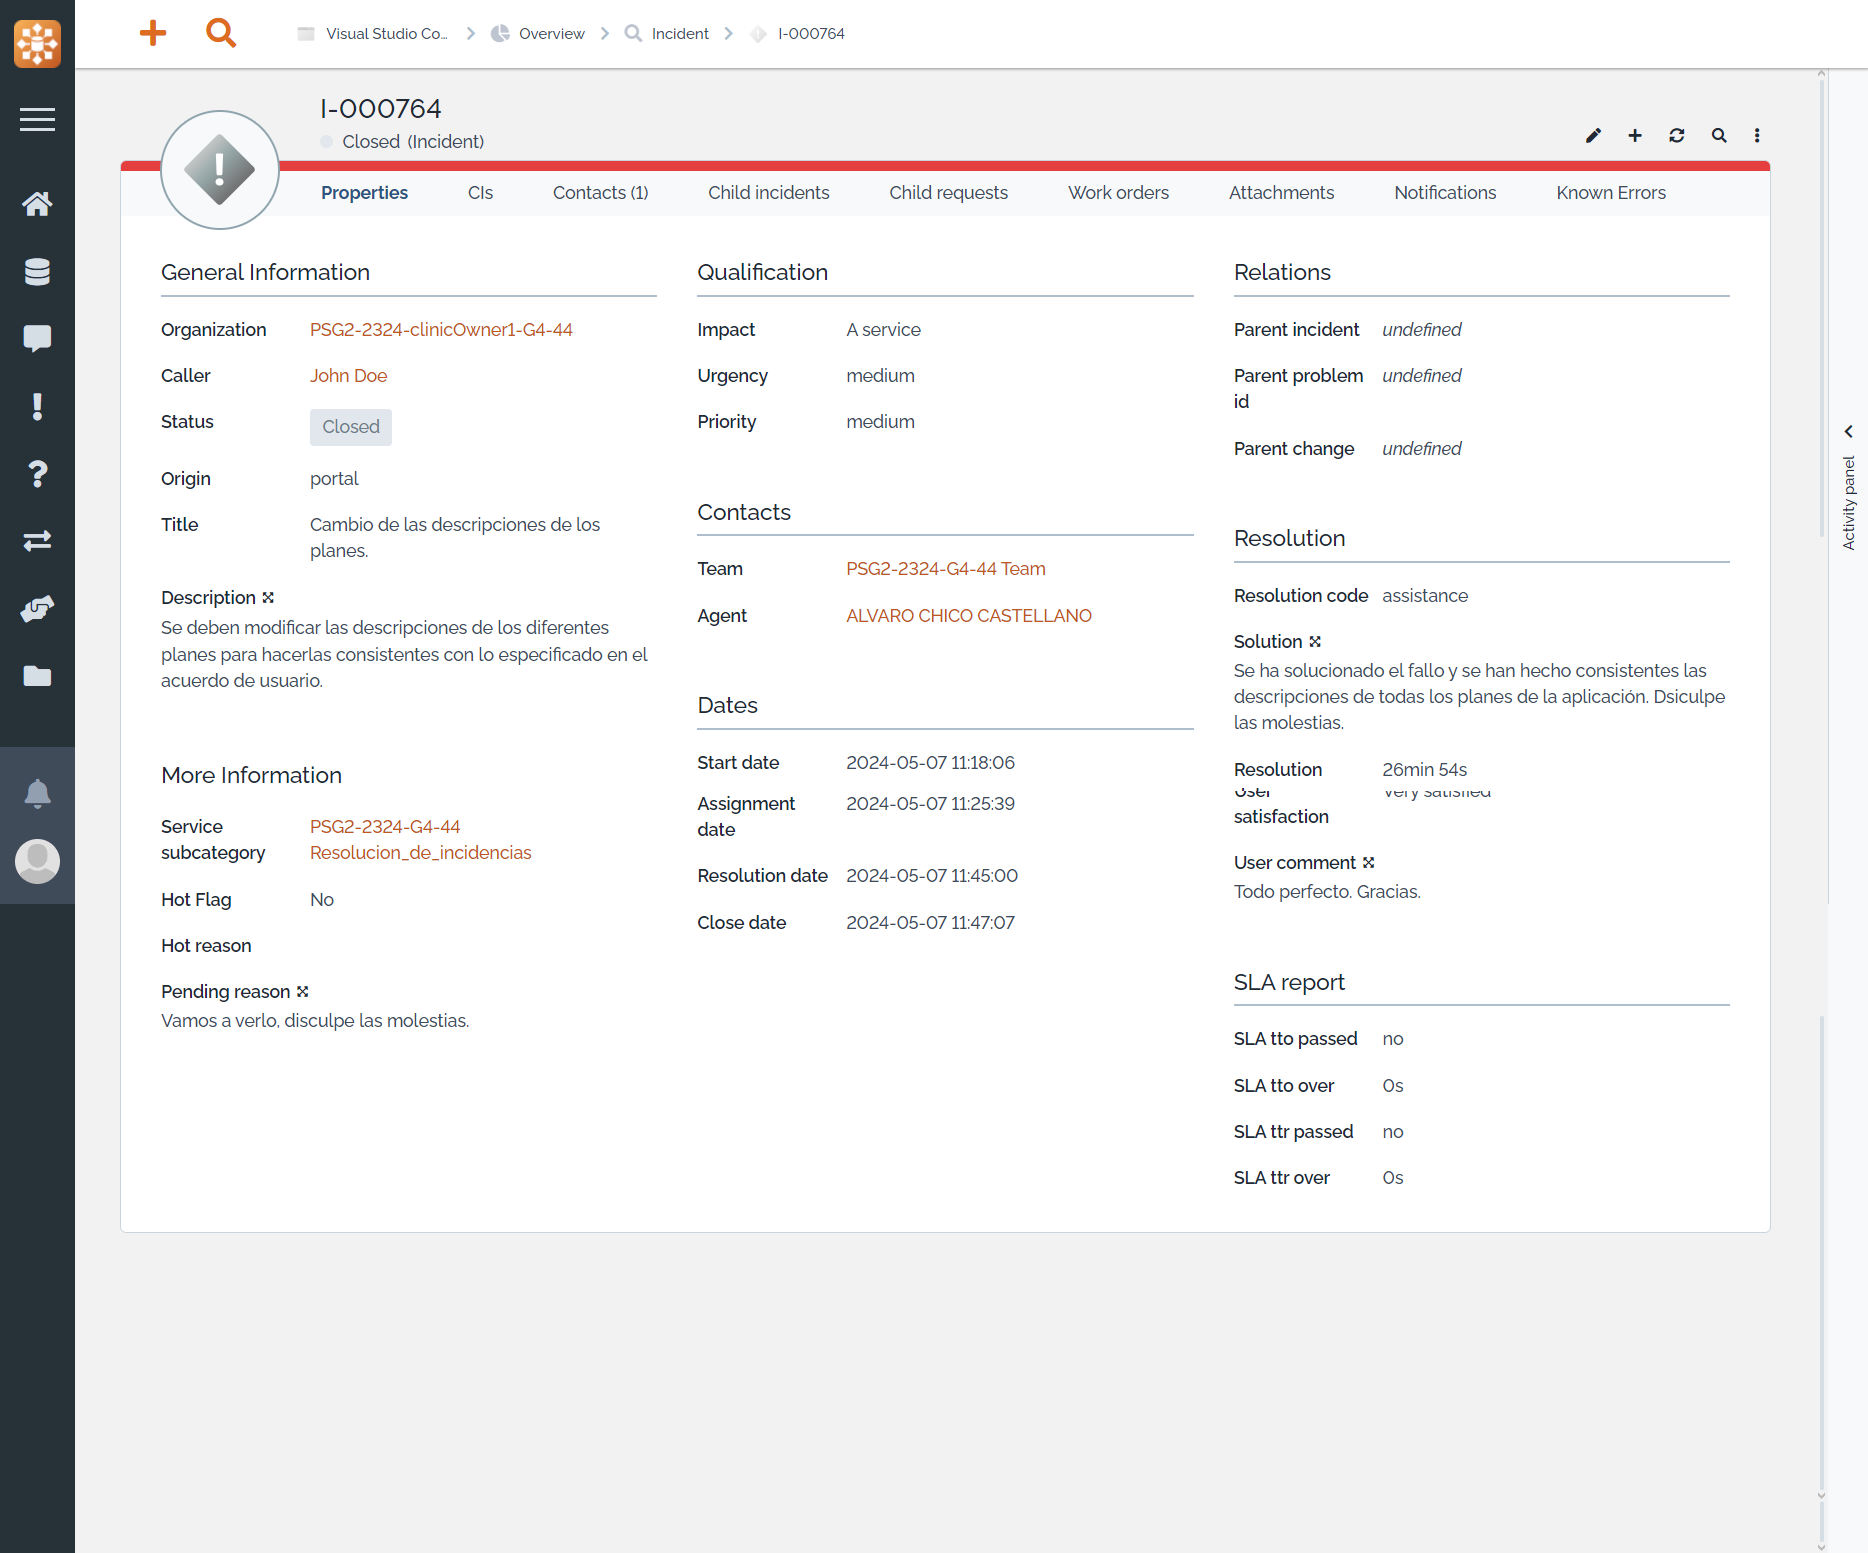 Visual Studio Co... Overview Incident I-000764
I-000764
Closed (Incident)
Properties CIs Contacts (1) Child incidents Child requests Work orders Attachments Notifications Known Errors
General Information
Organization PSG2-2324-clinicOwner1-G4-44
Caller John Doe
Status Closed
Origin portal
Title Cambio de las descripciones de los
planes.
Description
Se deben modificar las descripciones de los diferentes
planes para hacerlas consistentes con lo especificado en el
acuerdo de usuario.
More Information
Service PSG2-2324-G4-44
subcategory Resolucion_de_incidencias
Hot Flag No
Hot reason
Pending reason
Vamos a verlo, disculpe las molestias.
Qualification
Impact A service
Urgency medium
Priority medium
Contacts
Team PSG2-2324-G4-44 Team
Agent ALVARO CHICO CASTELLANO
Dates
Start date 2024-05-07 11:18:06
Assignment 2024-05-07 11:25:39
date
Resolution date 2024-05-07 11:45:00
Close date 2024-05-07 11:47:07
Relations
Parent incident undefined
Parent problem undefined
id
Parent change undefined
Resolution
Resolution code assistance
Solution
Se ha solucionado el fallo y se han hecho consistentes las
descripciones de todas los planes de la aplicación. Dsiculpe
las molestias.
Resolution 26min 54s
User Very satisfied
satisfaction
User comment
Todo perfecto. Gracias.
SLA report
SLA tto passed no
SLA tto over 0s
SLA ttr passed no
SLA ttr over 0s
Activity panel